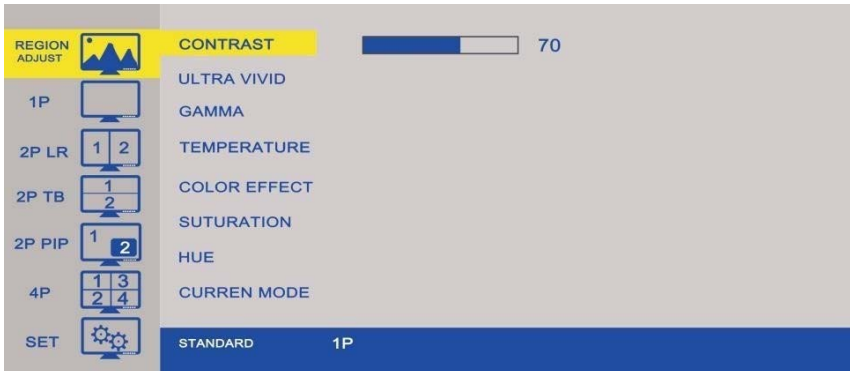 REGION
ADJUST
CONTRAST 70
ULTRA VIVID
1P
GAMMA
2P LR 1 2
TEMPERATURE
2P TB 1
2
COLOR EFFECT
SUTURATION
2P PIP 1 2
HUE
4P 1 3
2 4
CURREN MODE
SET
STANDARD 1P